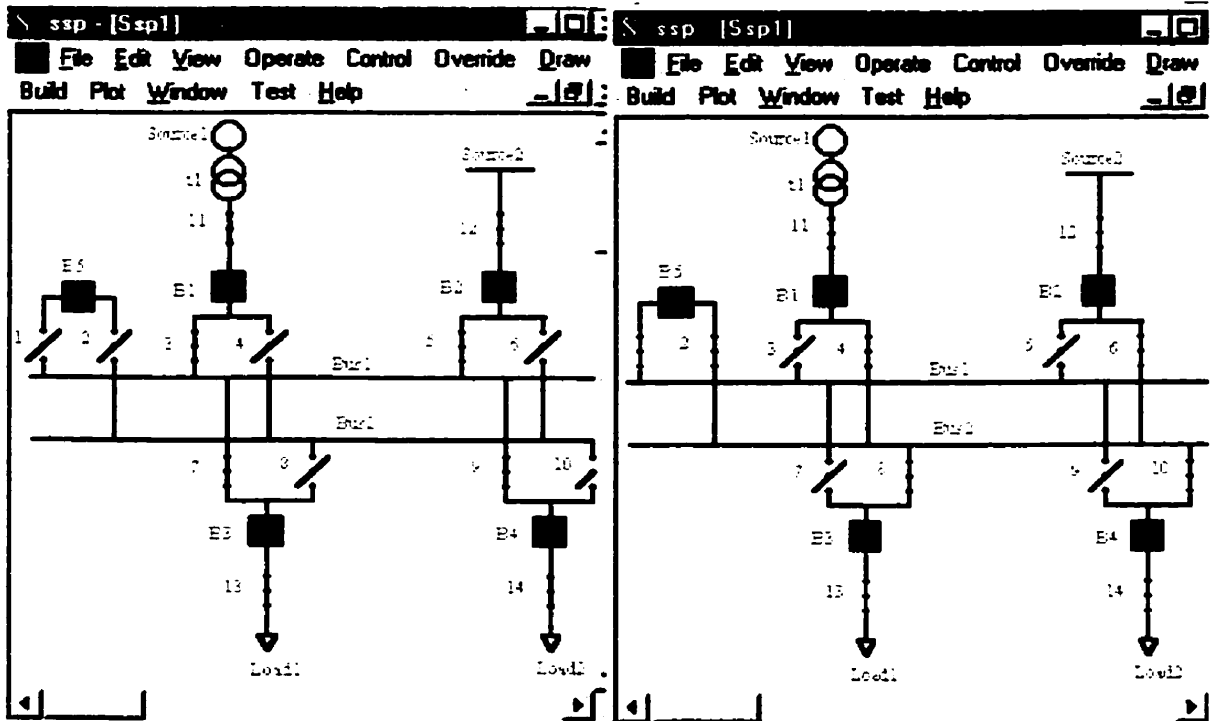 ssp - [Ssp1]
File Edit View Operate Control Override Draw
Build Plot Window Test Help
Source1
Source2
t1
11
12
B5
B1
B2
1
2
3
4
5
6
Bus1
Bus2
7
8
9
10
B3
B4
13
14
Load1
Load2
ssp [Ssp1]
File Edit View Operate Control Override Draw
Build Plot Window Test Help
Source1
Source2
t1
11
12
B5
B1
B2
2
3
4
5
6
Bus1
Bus2
7
8
9
10
B3
B4
13
14
Load1
Load2